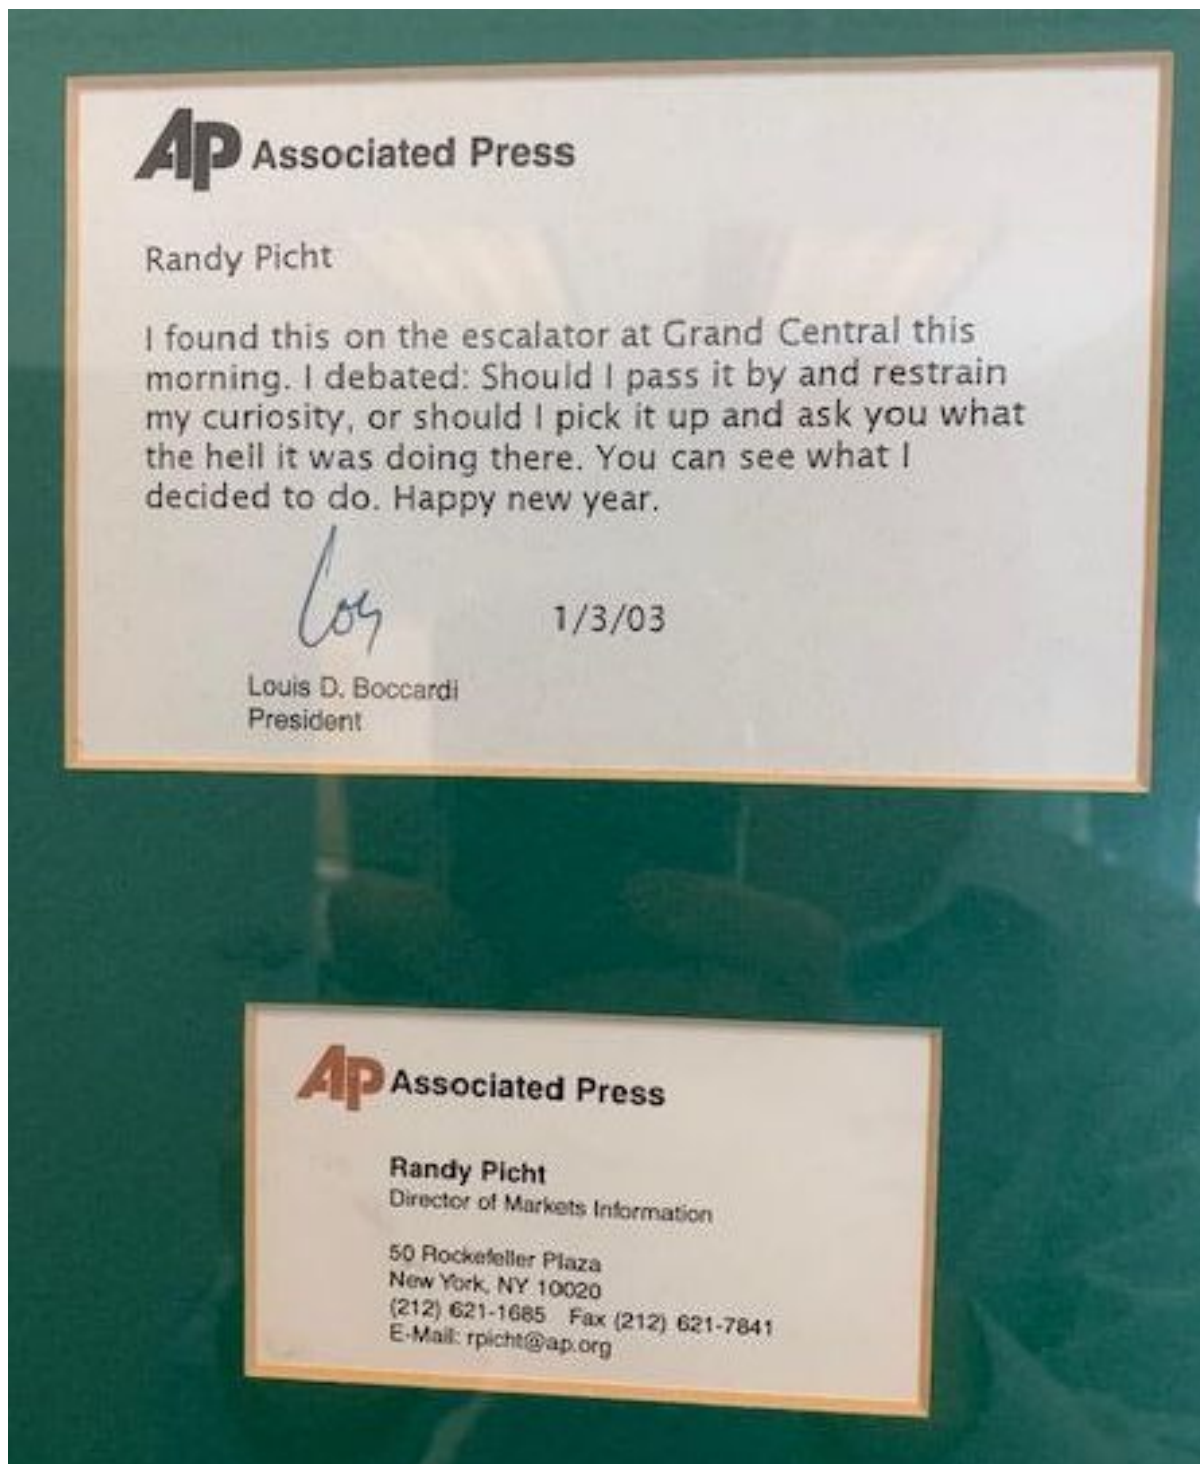 AP Associated Press
Randy Picht
I found this on the escalator at Grand Central this
morning. I debated: Should I pass it by and restrain
my curiosity, or should I pick it up and ask you what
the hell it was doing there. You can see what I
decided to do. Happy new year.
Lou
1/3/03
Louis D. Boccardi
President
AP Associated Press
Randy Picht
Director of Markets Information
50 Rockefeller Plaza
New York, NY 10020
(212) 621-1685 Fax (212) 621-7841
E-Mail: rpicht@ap.org